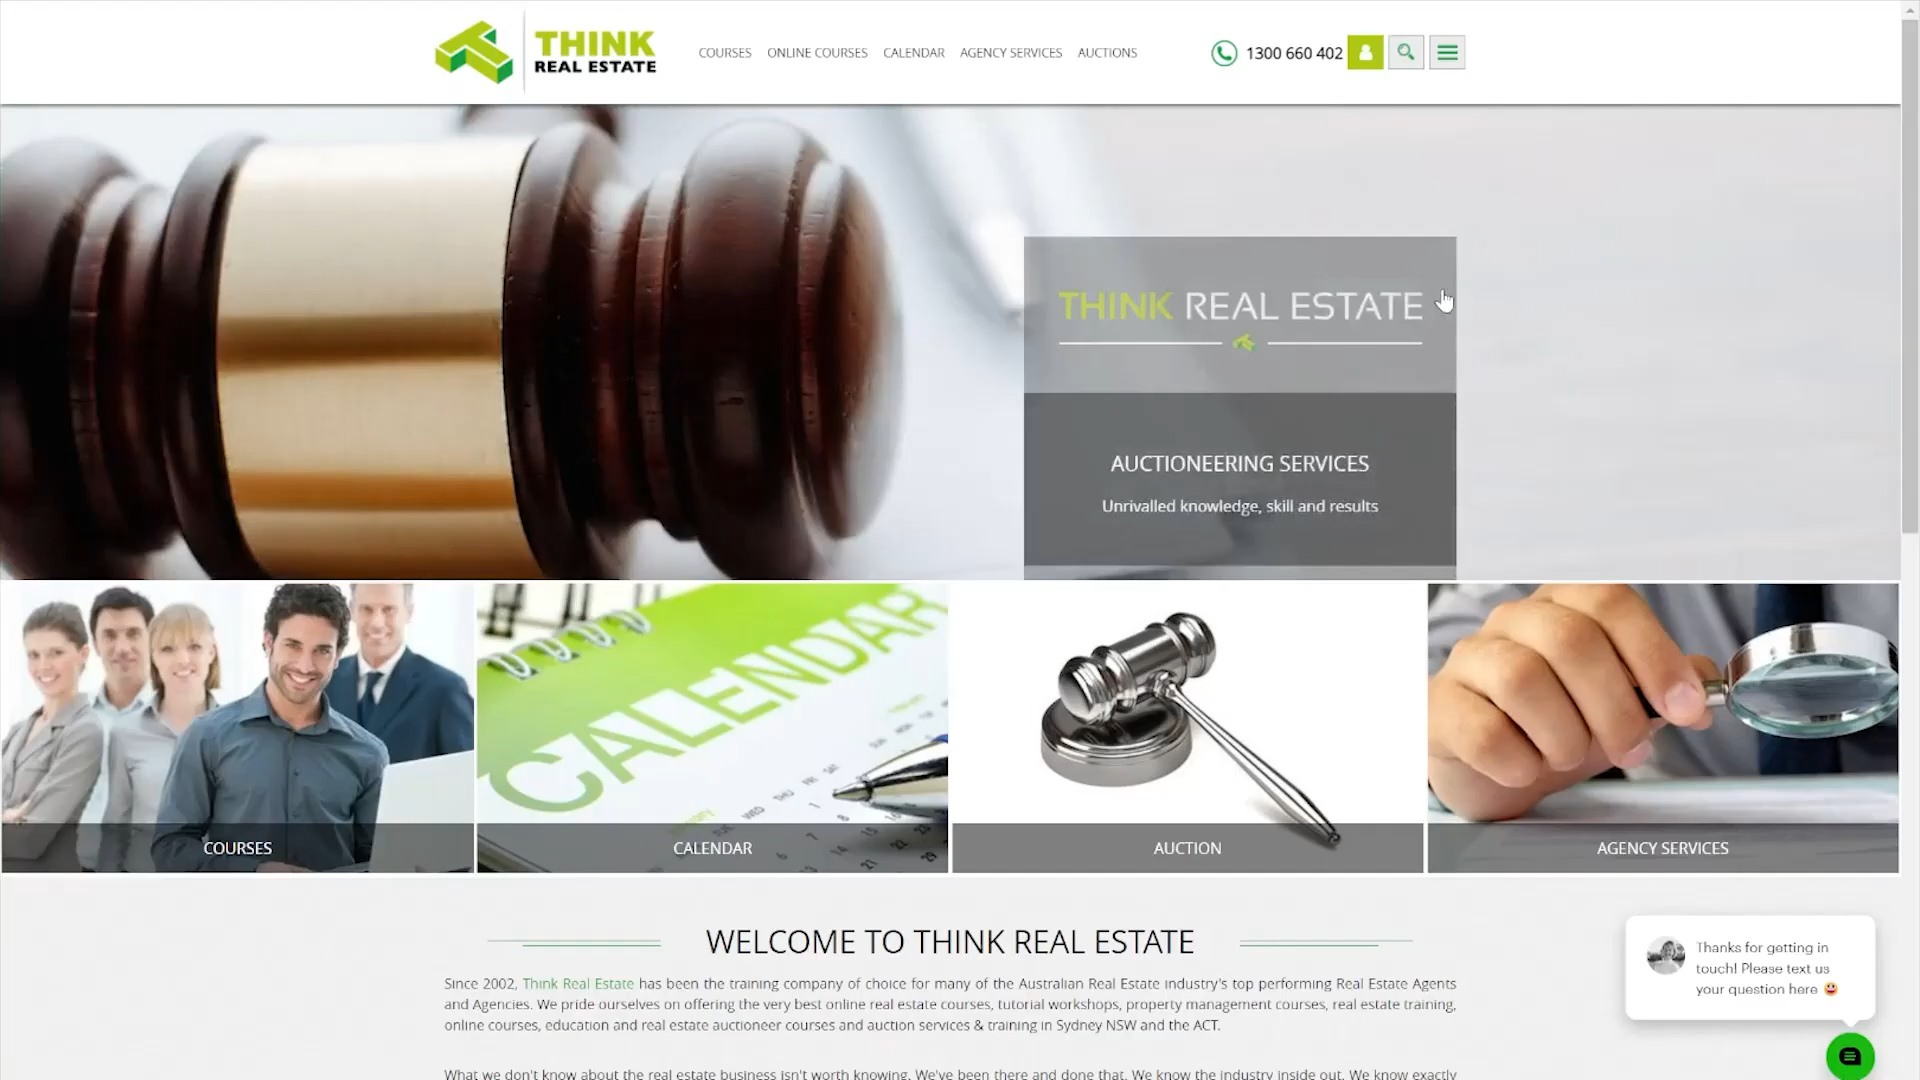 THINK
REAL ESTATE
COURSES ONLINE COURSES CALENDAR AGENCY SERVICES AUCTIONS
1300 660 402
THINK REAL ESTATE
AUCTIONEERING SERVICES
Unrivalled knowledge, skill and results
CALENDAR
COURSES
CALENDAR
AUCTION
AGENCY SERVICES
WELCOME TO THINK REAL ESTATE
Since 2002, Think Real Estate has been the training company of choice for many of the Australian Real Estate industry's top performing Real Estate Agents
and Agencies. We pride ourselves on offering the very best online real estate courses, tutorial workshops, property management courses, real estate training,
online courses, education and real estate auctioneer courses and auction services & training in Sydney NSW and the ACT.
What we don't know about the real estate business isn't worth knowing. We've been there and done that. We know the industry inside out. We know exactly
Thanks for getting in
touch! Please text us
your question here 😃